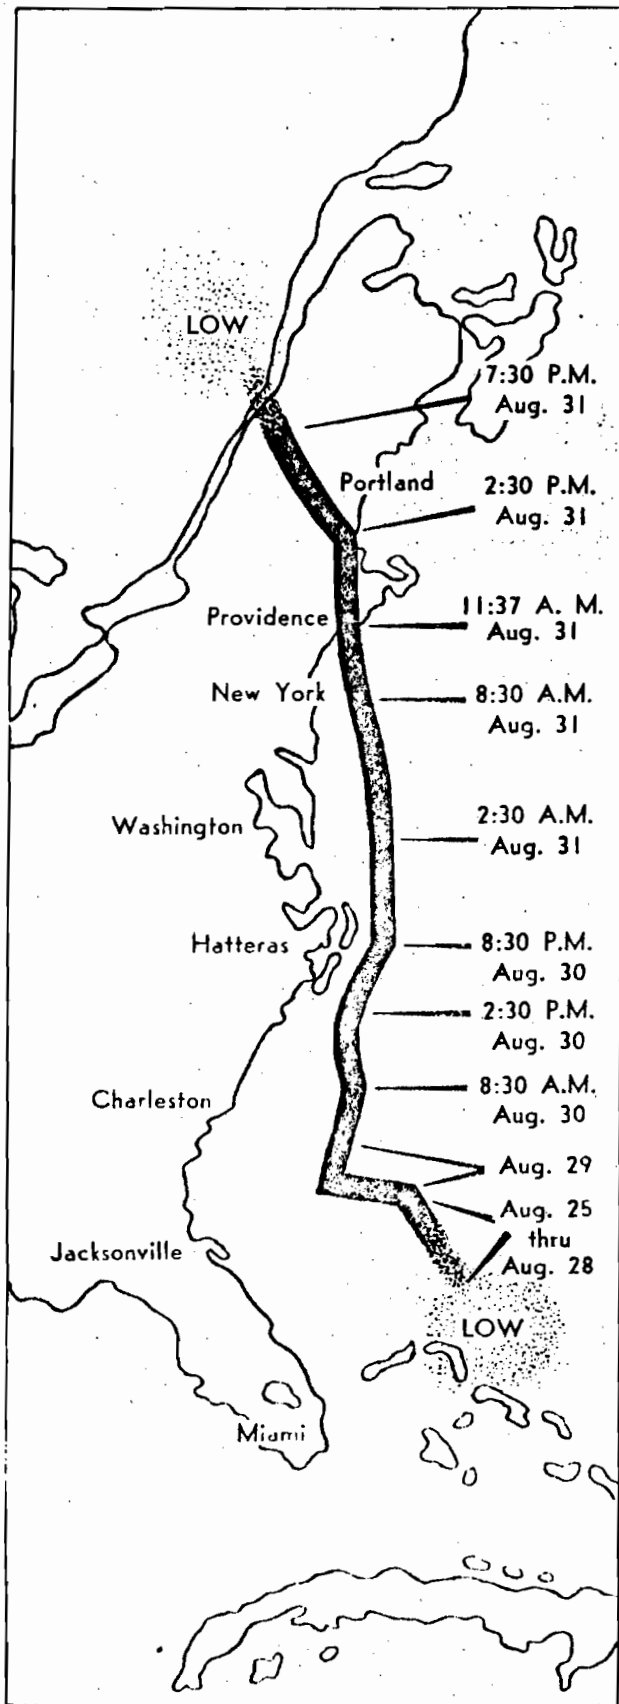 LOW
7:30 P.M.
Aug. 31
Portland
2:30 P.M.
Aug. 31
Providence
11:37 A. M.
Aug. 31
New York
8:30 A.M.
Aug. 31
Washington
2:30 A.M.
Aug. 31
Hatteras
8:30 P.M.
Aug. 30
2:30 P.M.
Aug. 30
Charleston
8:30 A.M.
Aug. 30
Aug. 29
Aug. 25
thru
Aug. 28
Jacksonville
LOW
Miami